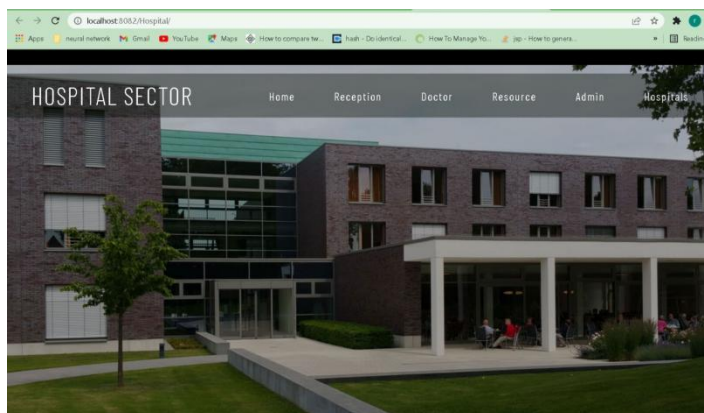 localhost:8082/Hospital/
Apps neural network Gmail YouTube Maps How to compare tw... hash - Do identical... How To Manage Yo... jsp - How to genera... » Readin
HOSPITAL SECTOR Home Reception Doctor Resource Admin Hospitals